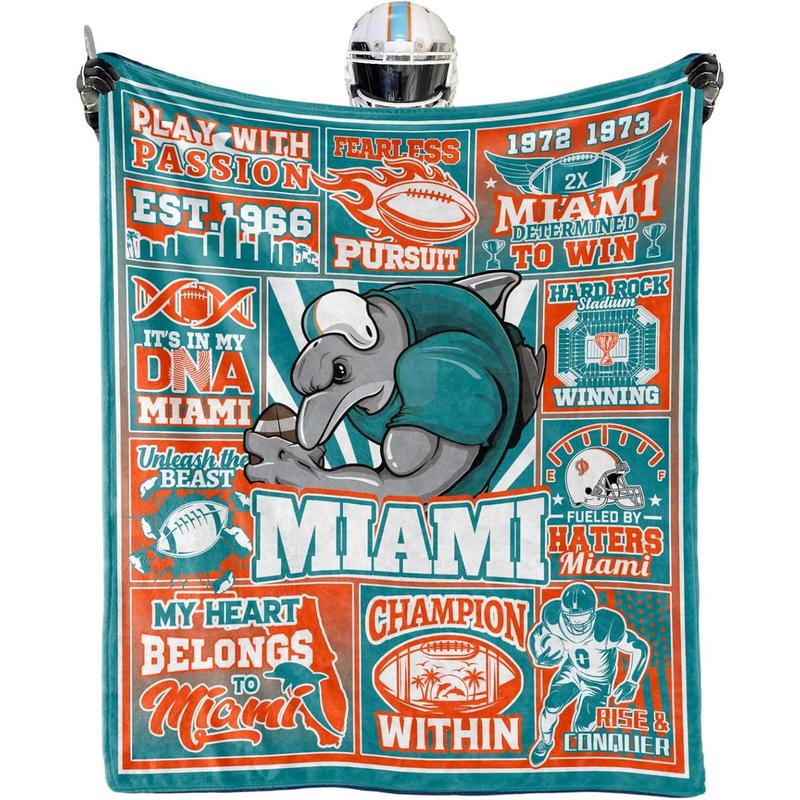 PLAY WITH
PASSION
EST. 1966
FEARLESS
PURSUIT
1972 1973
2X
MIAMI
DETERMINED
TO WIN
IT'S IN MY
DNA
MIAMI
HARD ROCK
Stadium
WINNING
Unleash the
BEAST
MIAMI
E F
FUELED BY
HATERS
Miami
MY HEART
BELONGS
TO
Miami
CHAMPION
WITHIN
0
RISE &
CONQUER